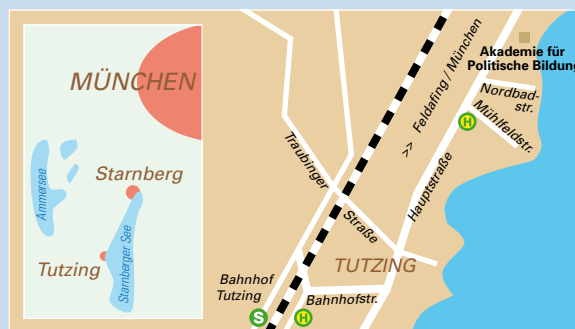 MÜNCHEN
Starnberg
Ammersee
Starnberger See
Tutzing
Akademie für
Politische Bildung
Nordbad-
str.
Mühlfeldstr.
H
>> Feldafing / München
Hauptstraße
Traubinger
Straße
TUTZING
Bahnhof
Tutzing
S
H
Bahnhofstr.